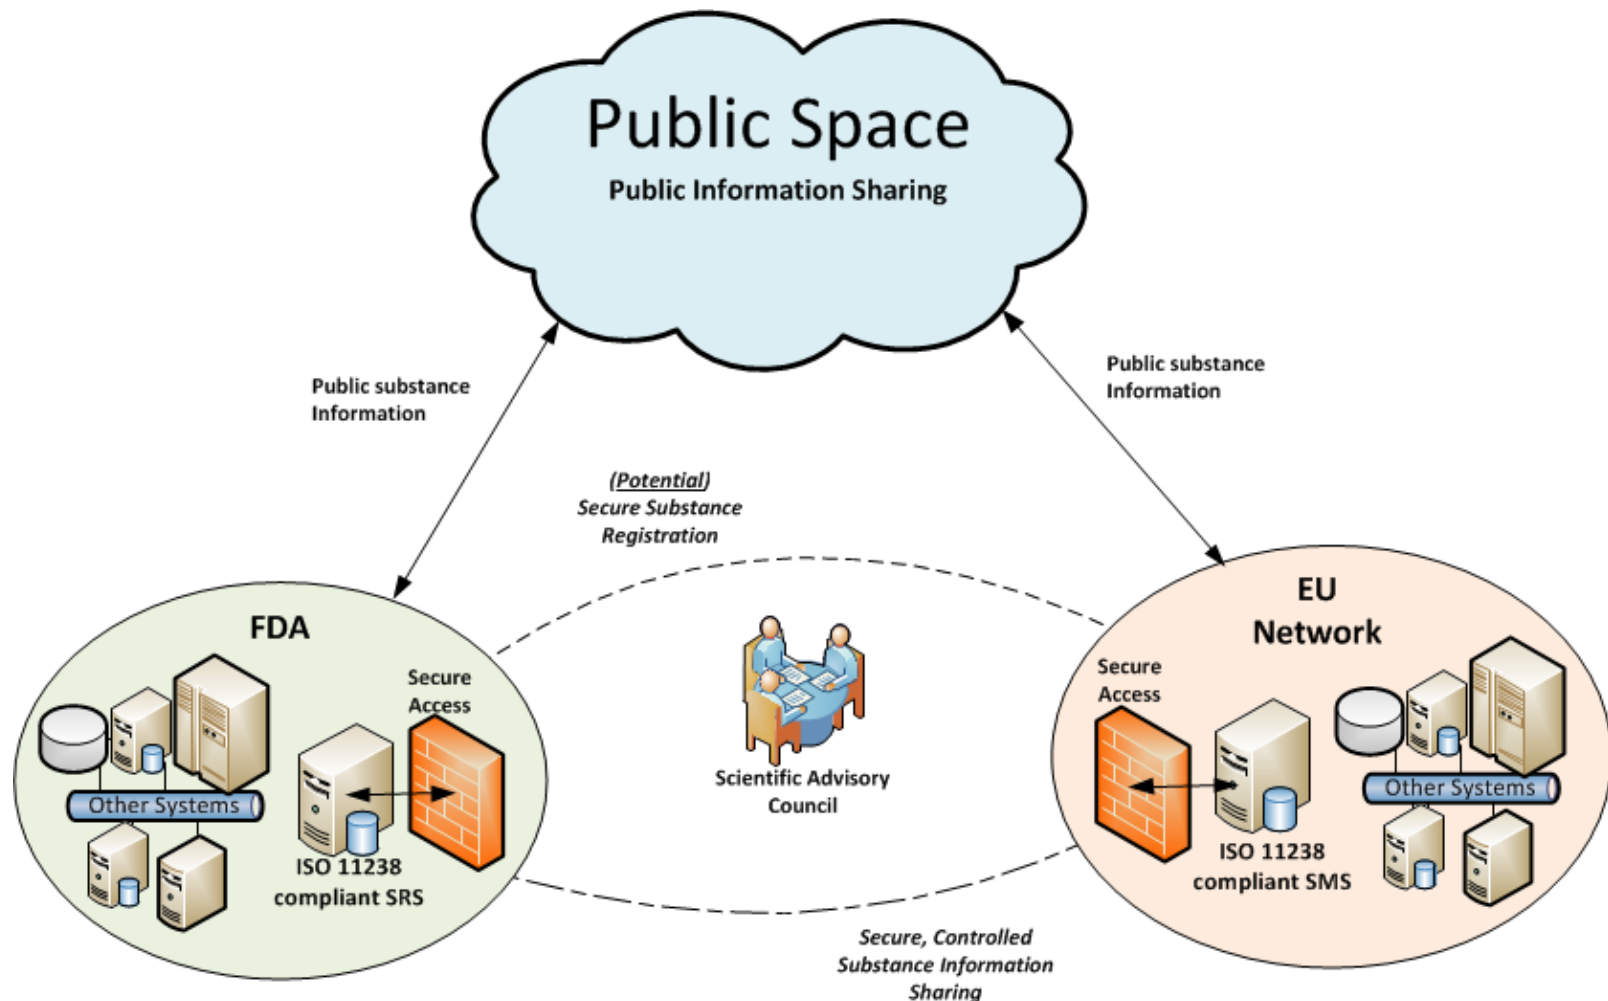 Public Space
Public Information Sharing
Public substance
Information
Public substance
Information
(Potential)
Secure Substance
Registration
FDA
Secure
Access
Other Systems
ISO 11238
compliant SRS
Scientific Advisory
Council
EU
Network
Secure
Access
Other Systems
ISO 11238
compliant SMS
Secure, Controlled
Substance Information
Sharing